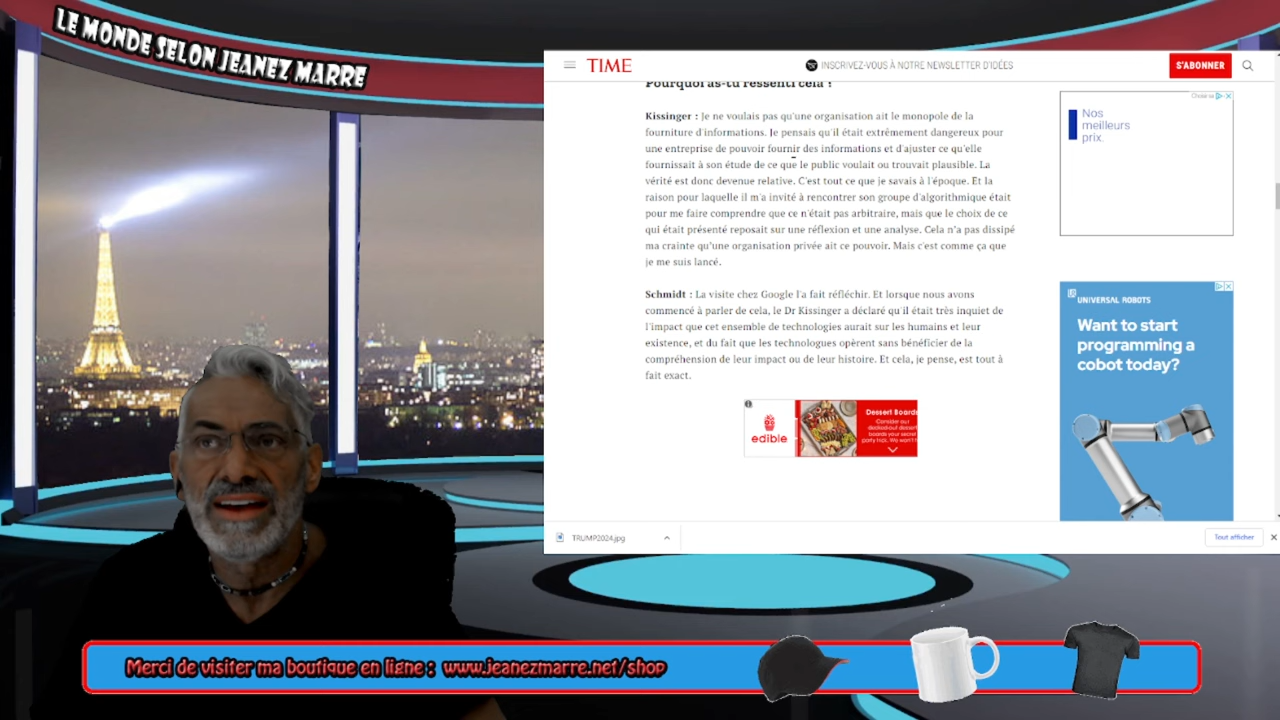 LE MONDE SELON JEANEZ MARRE
TIME
INSCRIVEZ-VOUS À NOTRE NEWSLETTER D'IDÉES
S'ABONNER
Pourquoi as-tu ressenti cela ?
Kissinger : Je ne voulais pas qu'une organisation ait le monopole de la
fourniture d'informations. Je pensais qu'il était extrêmement dangereux pour
une entreprise de pouvoir fournir des informations et d'ajuster ce qu'elle
fournissait à son étude de ce que le public voulait ou trouvait plausible. La
vérité est donc devenue relative. C'est tout ce que je savais à l'époque. Et la
raison pour laquelle il m'a invité à rencontrer son groupe d'algorithmique était
pour me faire comprendre que ce n'était pas arbitraire, mais que le choix de ce
qui était présenté reposait sur une réflexion et une analyse. Cela n'a pas dissipé
ma crainte qu'une organisation privée ait ce pouvoir. Mais c'est comme ça que
je me suis lancé.
Schmidt : La visite chez Google l'a fait réfléchir. Et lorsque nous avons
commencé à parler de cela, le Dr Kissinger a déclaré qu'il était très inquiet de
l'impact que cet ensemble de technologies aurait sur les humains et leur
existence, et du fait que les technologues opèrent sans bénéficier de la
compréhension de leur impact ou de leur histoire. Et cela, je pense, est tout à
fait exact.
Nos
meilleurs
prix.
UNIVERSAL ROBOTS
Want to start
programming a
cobot today?
edible
Dessert Boards
TRUMP2024.jpg
Tout afficher
Merci de visiter ma boutique en ligne : www.jeanezmarre.net/shop